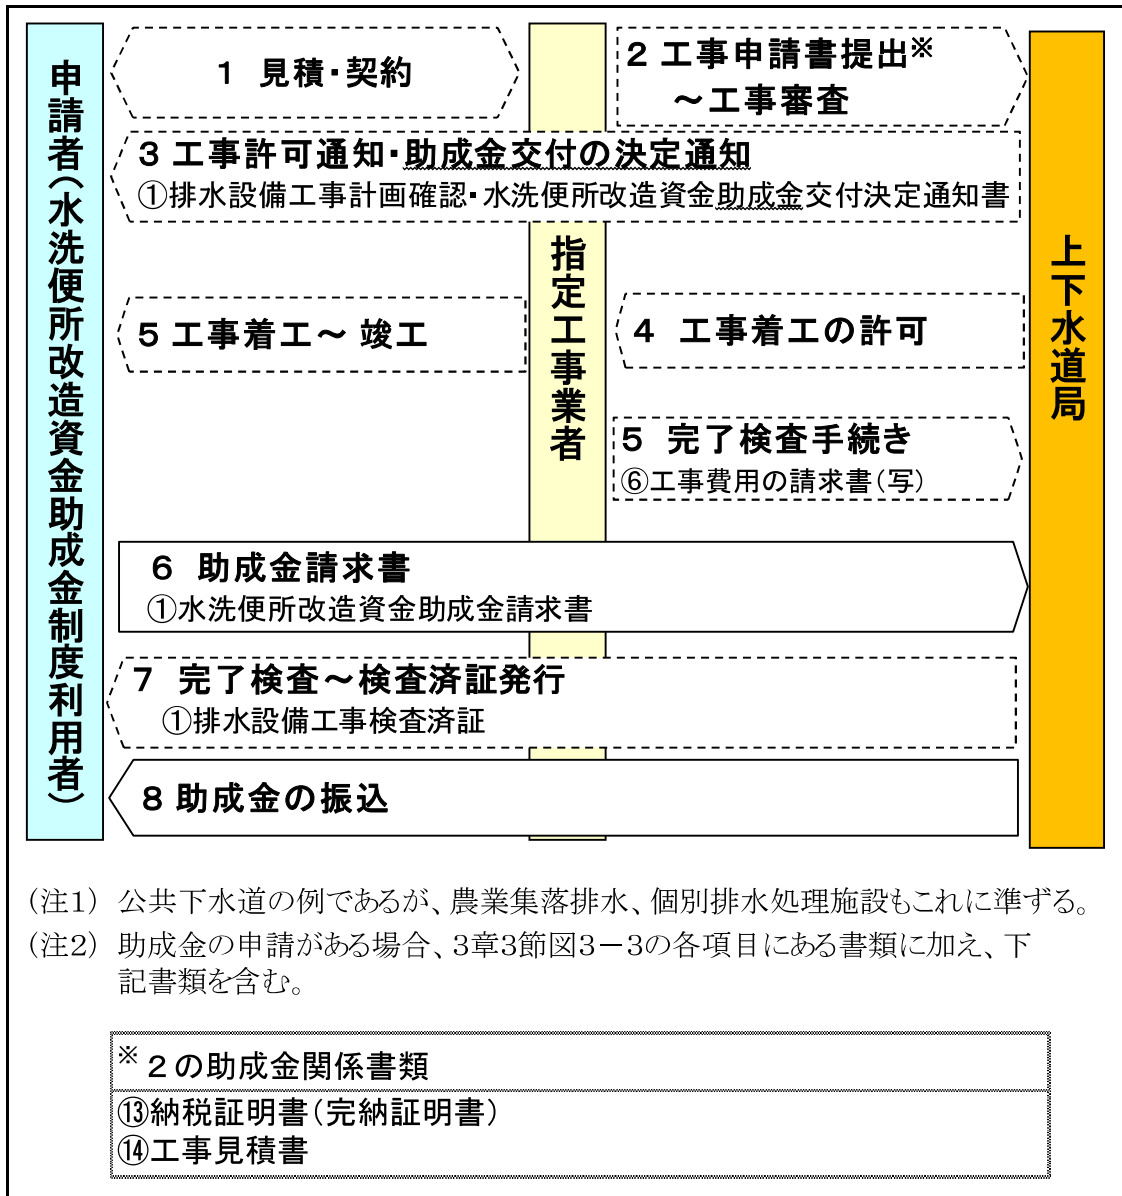 申請者(水洗便所改造資金助成金制度利用者)
1 見積・契約
指定工事業者
2 工事申請書提出※
～工事審査
上下水道局
3 工事許可通知・助成金交付の決定通知
①排水設備工事計画確認・水洗便所改造資金助成金交付決定通知書
5 工事着工～ 竣工
4 工事着工の許可
5 完了検査手続き
⑥工事費用の請求書(写)
6 助成金請求書
①水洗便所改造資金助成金請求書
7 完了検査～検査済証発行
①排水設備工事検査済証
8 助成金の振込
(注1) 公共下水道の例であるが、農業集落排水、個別排水処理施設もこれに準ずる。
(注2) 助成金の申請がある場合、3章3節図3－3の各項目にある書類に加え、下
記書類を含む。
※ 2の助成金関係書類
⑬納税証明書(完納証明書)
⑭工事見積書